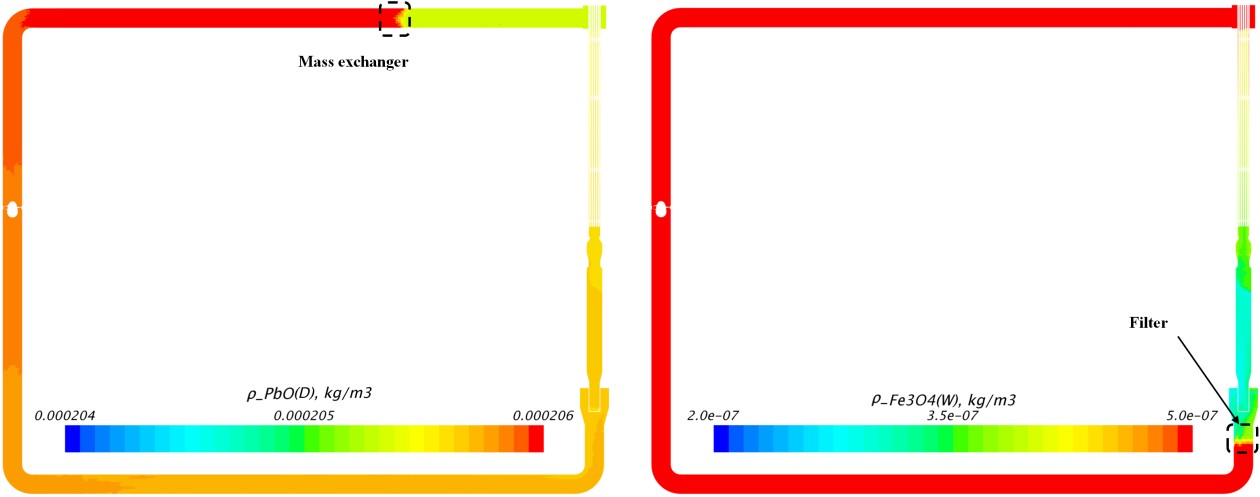 Mass exchanger
ρ_PbO(D), kg/m3
0.000204 0.000205 0.000206
Filter
ρ_Fe3O4(W), kg/m3
2.0e-07 3.5e-07 5.0e-07